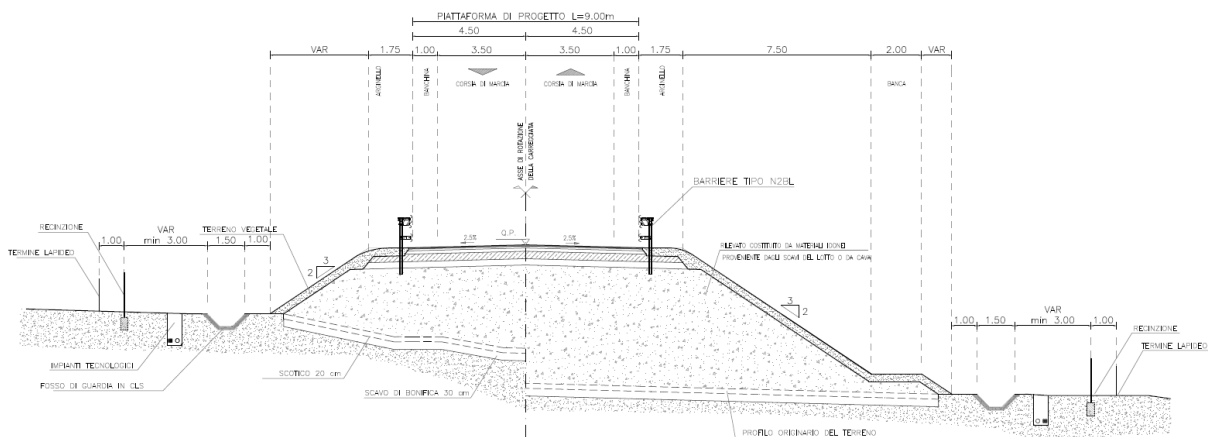 PIATTAFORMA DI PROGETTO L=9.00m
4.50 4.50
VAR 1.75 1.00 3.50 3.50 1.00 1.75 7.50 2.00 VAR
ARGINELLO
BANCHINA
CORSIA DI MARCIA
CORSIA DI MARCIA
BANCHINA
ARGINELLO
BANCA
ASSE DI ROTAZIONE
DELLA CARREGGIATA
BARRIERE TIPO N2BL
RECINZIONE
TERMINE LAPIDEO
1.00 VAR min 3.00 1.50 1.00
TERRENO VEGETALE
3
2
2.5% Q.P. 2.5%
RILEVATO COSTITUITO DA MATERIALI IDONEI
PROVENIENTE DAGLI SCAVI DEL LOTTO O DA CAVA
3
2
VAR
1.00 1.50 min 3.00 1.00
RECINZIONE
TERMINE LAPIDEO
IMPIANTI TECNOLOGICI
FOSSO DI GUARDIA IN CLS
SCOTICO 20 cm
SCAVO DI BONIFICA 30 cm
PROFILO ORIGINARIO DEL TERRENO